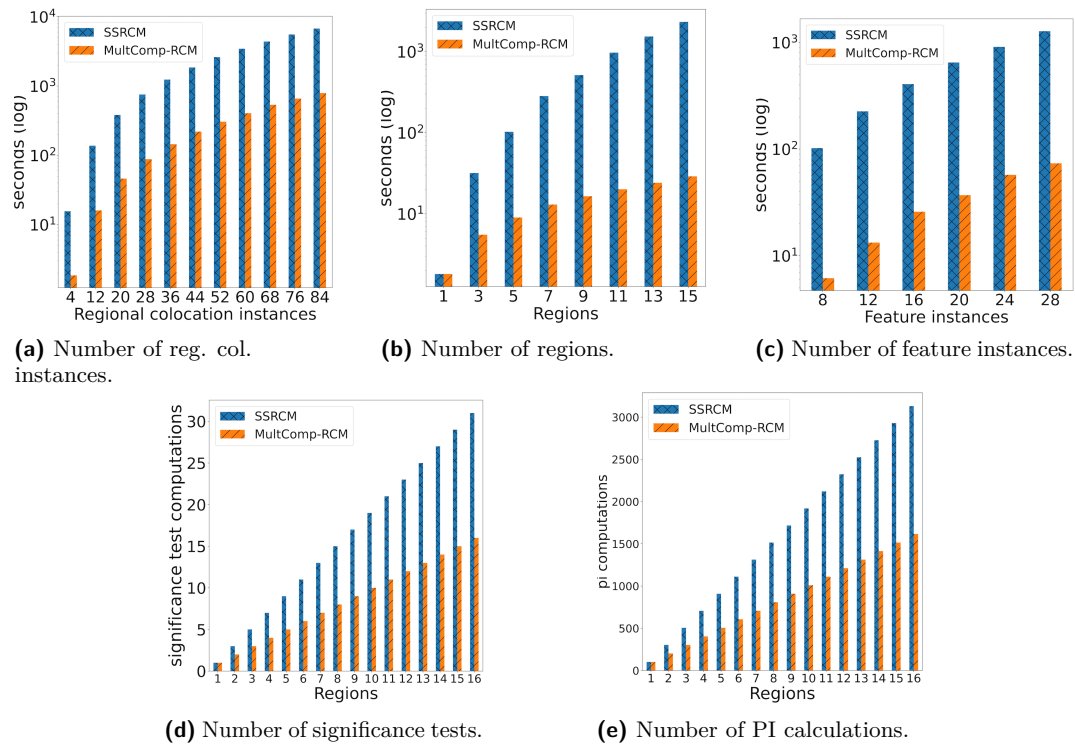 10^4
10^3
10^2
10^1
seconds (log)
SSRCM
MultComp-RCM
4 12 20 28 36 44 52 60 68 76 84
Regional colocation instances
(a) Number of reg. col.
instances.
10^3
10^2
10^1
seconds (log)
SSRCM
MultComp-RCM
1 3 5 7 9 11 13 15
Regions
(b) Number of regions.
10^3
10^2
10^1
seconds (log)
SSRCM
MultComp-RCM
8 12 16 20 24 28
Feature instances
(c) Number of feature instances.
30
25
20
15
10
5
0
significance test computations
SSRCM
MultComp-RCM
1 2 3 4 5 6 7 8 9 10 11 12 13 14 15 16
Regions
(d) Number of significance tests.
3000
2500
2000
1500
1000
500
0
pi computations
SSRCM
MultComp-RCM
1 2 3 4 5 6 7 8 9 10 11 12 13 14 15 16
Regions
(e) Number of PI calculations.